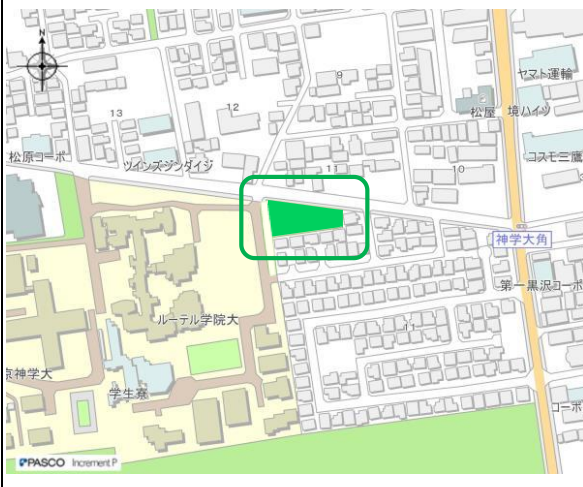 N
9
ヤマト運輸
13
12
松屋
境ハイツ
松原コーポ
ツインズジンダイジ
11
10
コスモ三鷹
神学大角
第一黒沢コーポ
ルーテル学院大
11
京神学大
学生寮
コーポ
PASCO Increment P